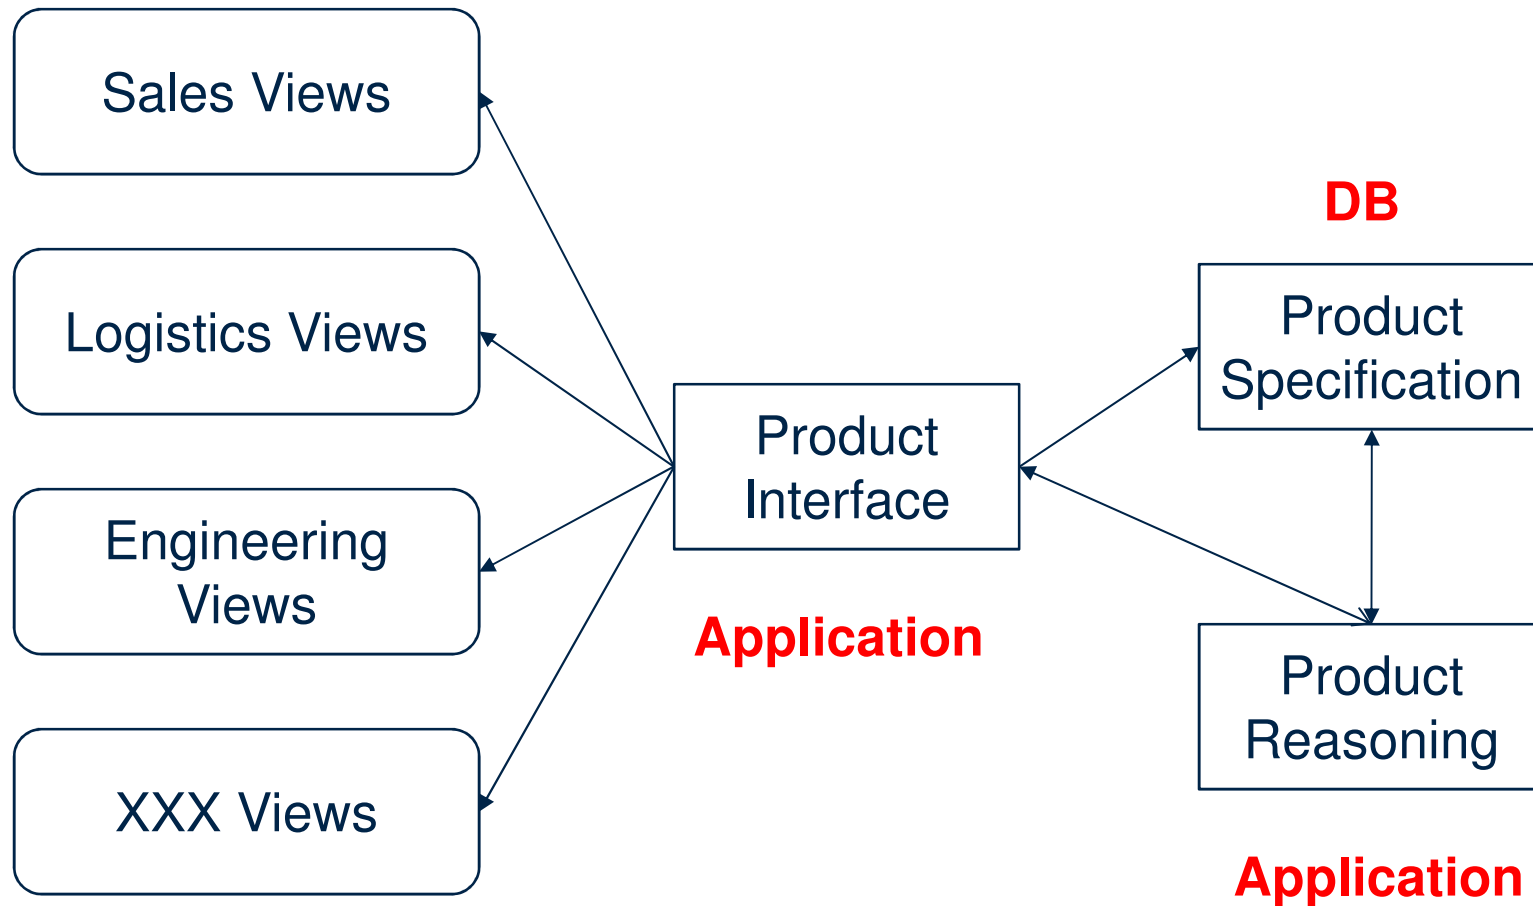 Sales Views
Logistics Views
Engineering
Views
XXX Views
Product
Interface
Application
DB
Product
Specification
Product
Reasoning
Application